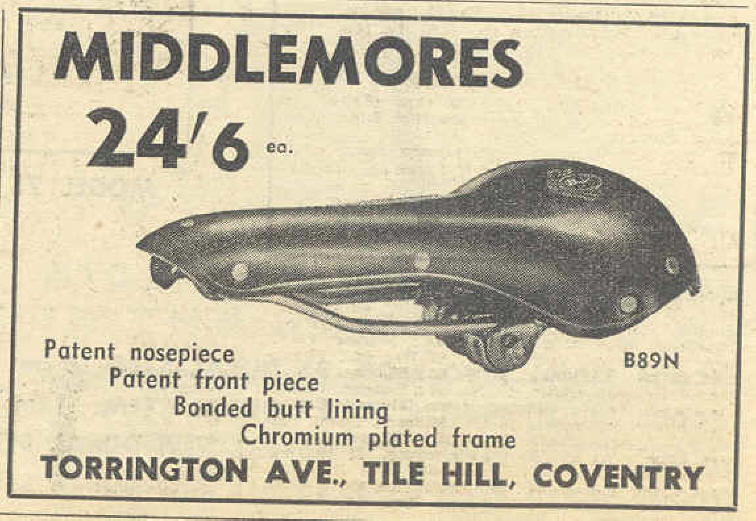 MIDDLEMORES
24/6 ea.
B89N
Patent nosepiece
Patent front piece
Bonded butt lining
Chromium plated frame
TORRINGTON AVE., TILE HILL, COVENTRY